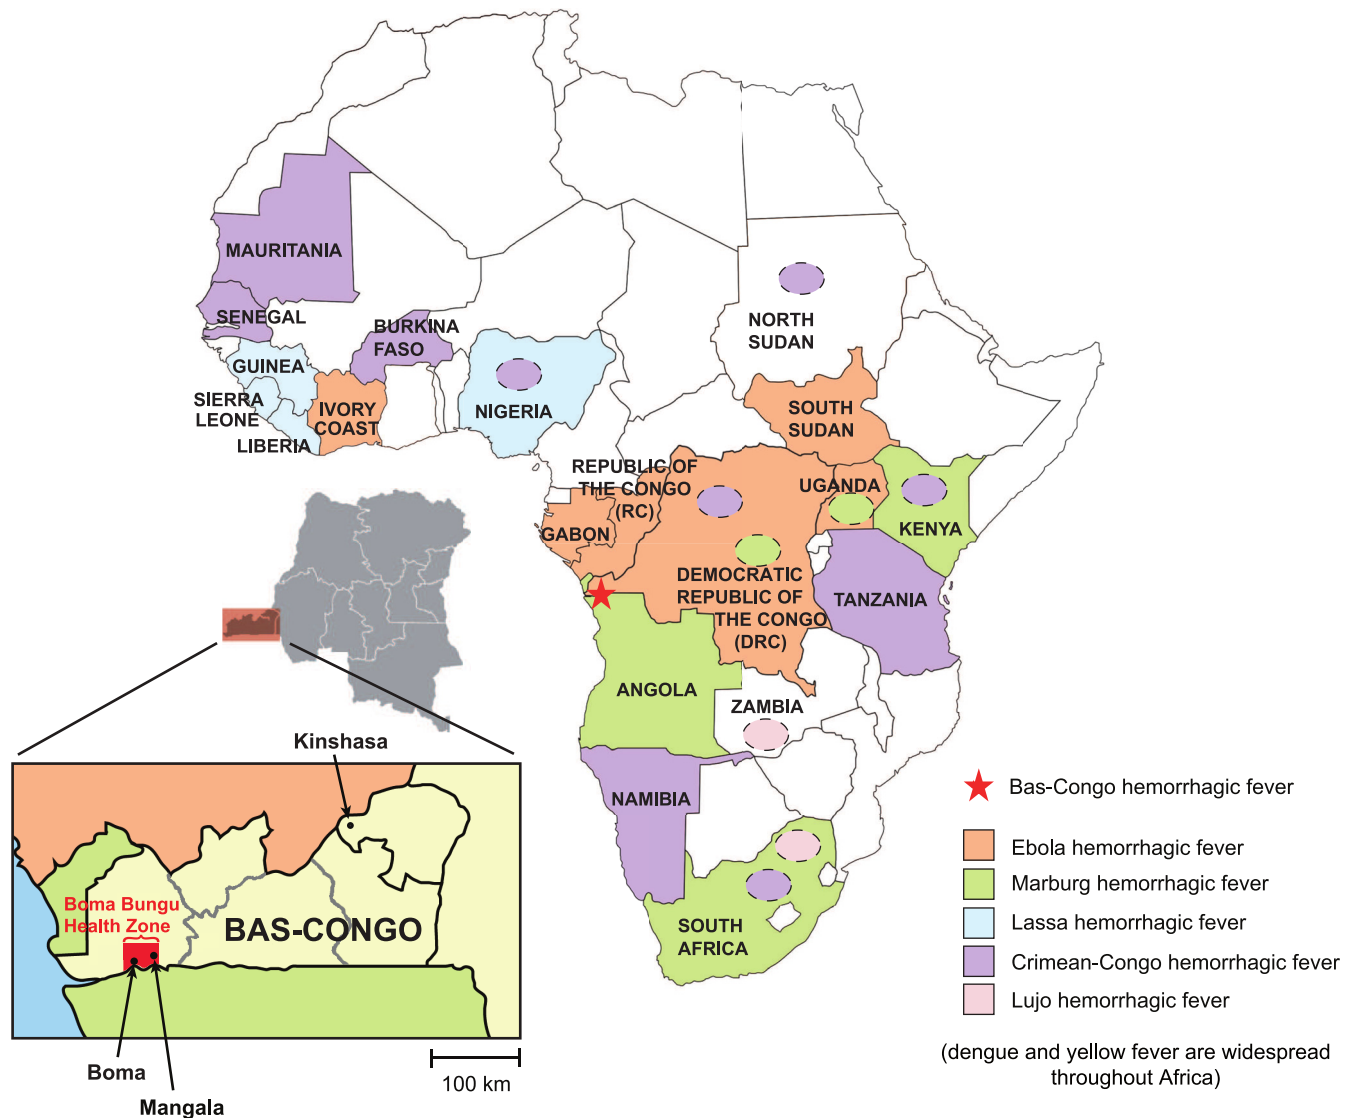 MAURITANIA
SENEGAL
BURKINA
FASO
GUINEA
SIERRA
LEONE
LIBERIA
IVORY
COAST
NIGERIA
NORTH
SUDAN
SOUTH
SUDAN
REPUBLIC OF
THE CONGO
(RC)
GABON
UGANDA
KENYA
DEMOCRATIC
REPUBLIC OF
THE CONGO
(DRC)
TANZANIA
ANGOLA
ZAMBIA
NAMIBIA
SOUTH
AFRICA
Kinshasa
Boma Bungu
Health Zone
BAS-CONGO
Boma
Mangala
100 km
Bas-Congo hemorrhagic fever
Ebola hemorrhagic fever
Marburg hemorrhagic fever
Lassa hemorrhagic fever
Crimean-Congo hemorrhagic fever
Lujo hemorrhagic fever
(dengue and yellow fever are widespread
throughout Africa)